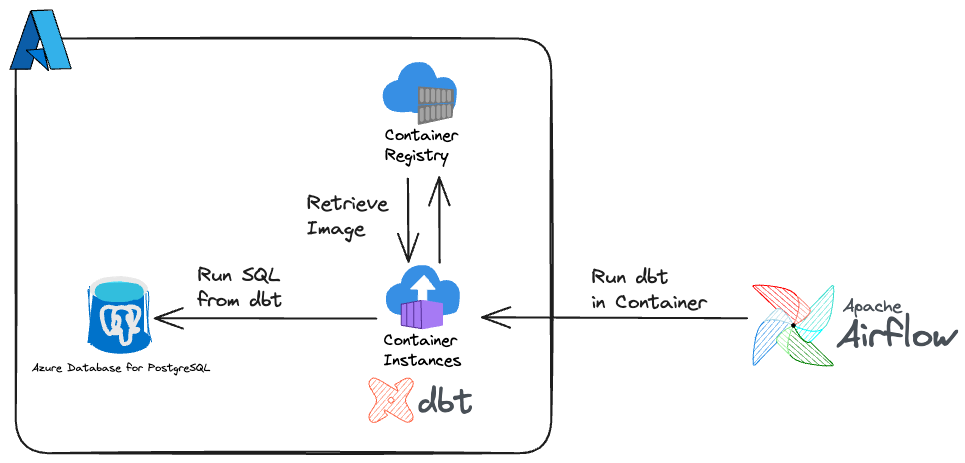 Container
Registry
Retrieve
Image
Run SQL
from dbt
Run dbt
in Container
Container
Instances
Azure Database for PostgreSQL
dbt
Apache
Airflow